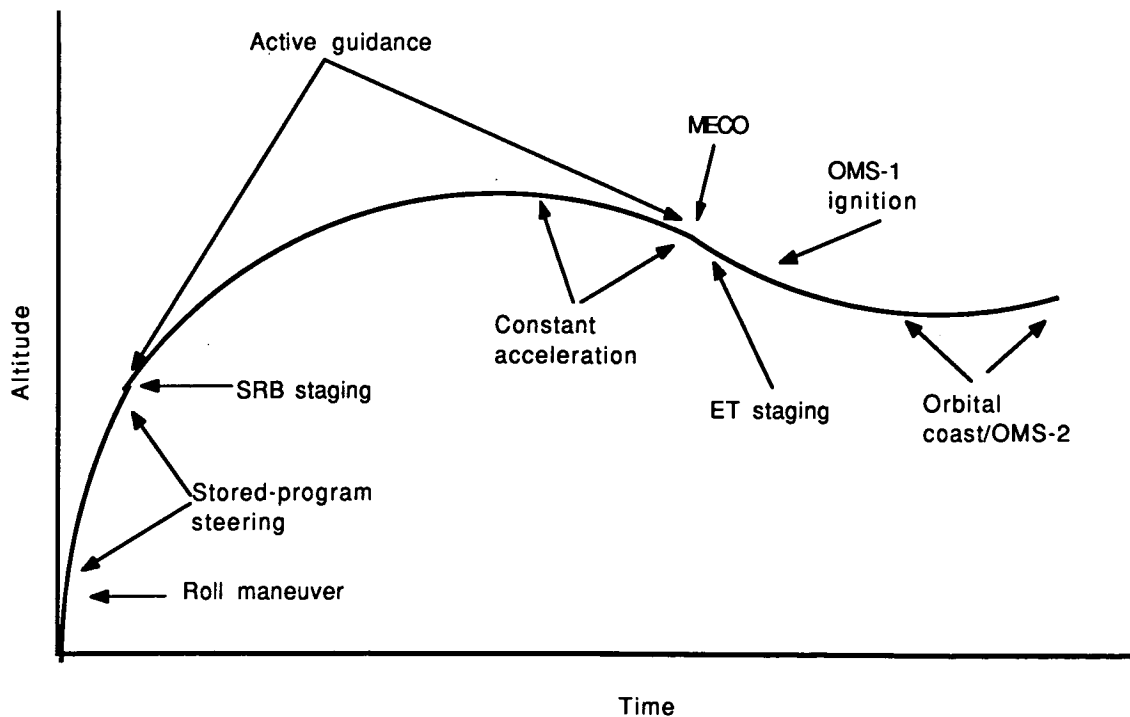 Active guidance
MECO
OMS-1
ignition
Constant
acceleration
SRB staging
ET staging
Orbital
coast/OMS-2
Stored-program
steering
Roll maneuver
Altitude
Time